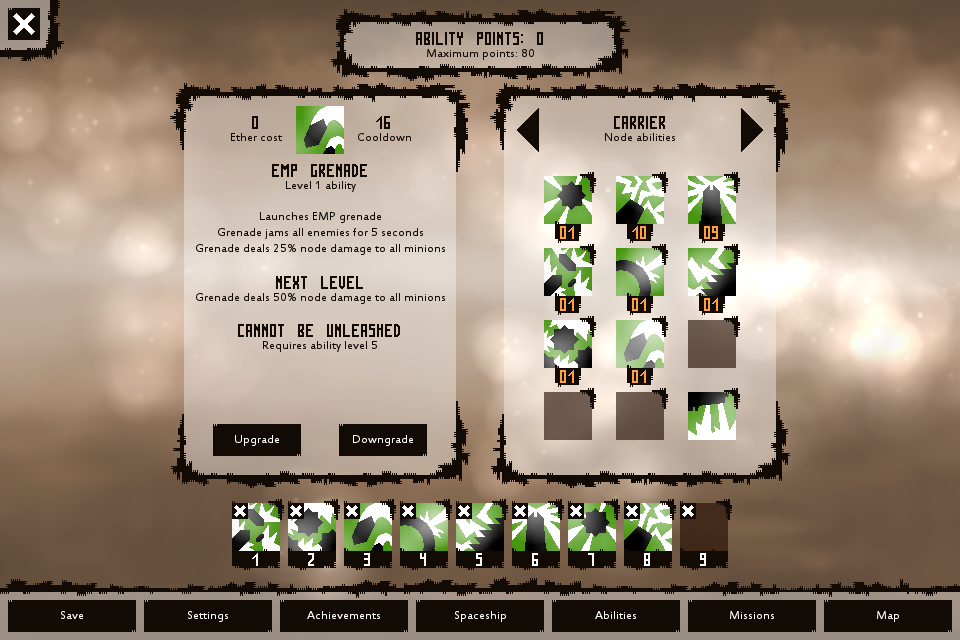 ABILITY POINTS: 0
Maximum points: 80
0
Ether cost
16
Cooldown
EMP GRENADE
Level 1 ability
Launches EMP grenade
Grenade jams all enemies for 5 seconds
Grenade deals 25% node damage to all minions
NEXT LEVEL
Grenade deals 50% node damage to all minions
CANNOT BE UNLEASHED
Requires ability level 5
Upgrade
Downgrade
CARRIER
Node abilities
01 10 09
01 01 01
01 01
1 2 3 4 5 6 7 8 9
Save Settings Achievements Spaceship Abilities Missions Map